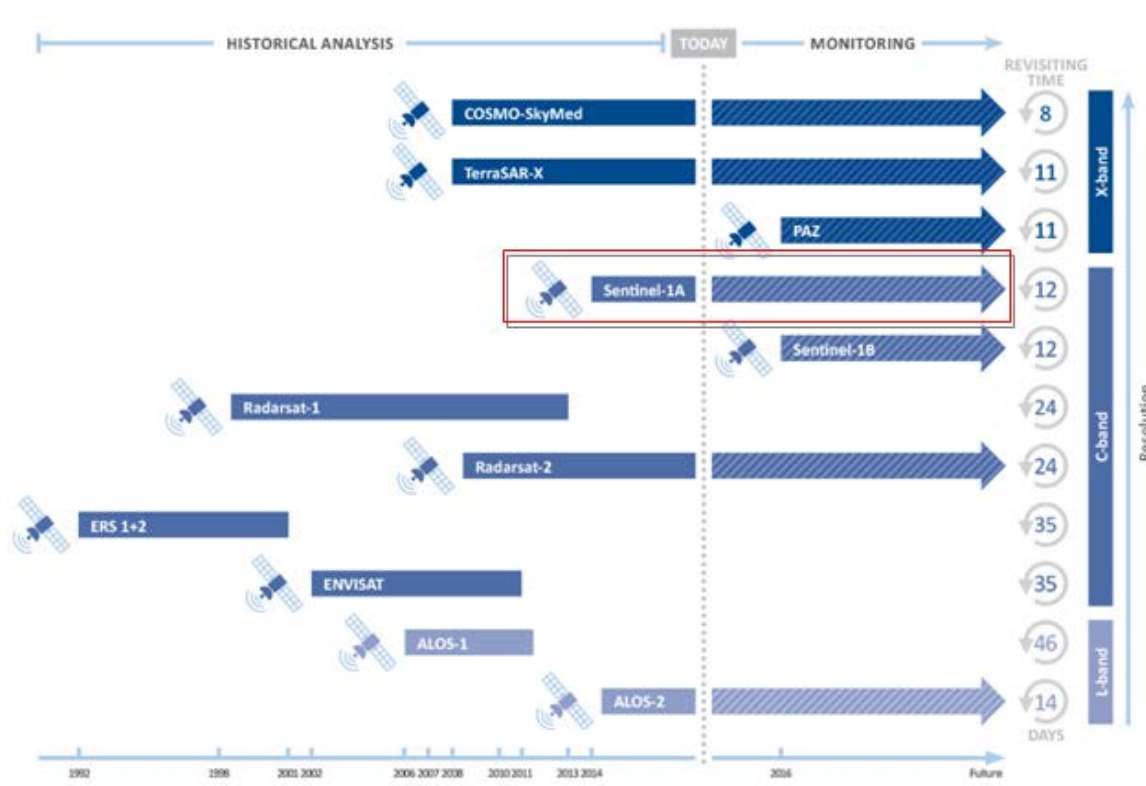 HISTORICAL ANALYSIS
TODAY
MONITORING
REVISITING
TIME
COSMO-SkyMed
8
TerraSAR-X
11
PAZ
11
X-band
Sentinel-1A
12
Sentinel-1B
12
Radarsat-1
24
Radarsat-2
24
C-band
Resolution
ERS 1+2
35
ENVISAT
35
ALOS-1
46
ALOS-2
14
L-band
DAYS
1992
1998
2001 2002
2006 2007 2008
2010 2011
2013 2014
2016
Future